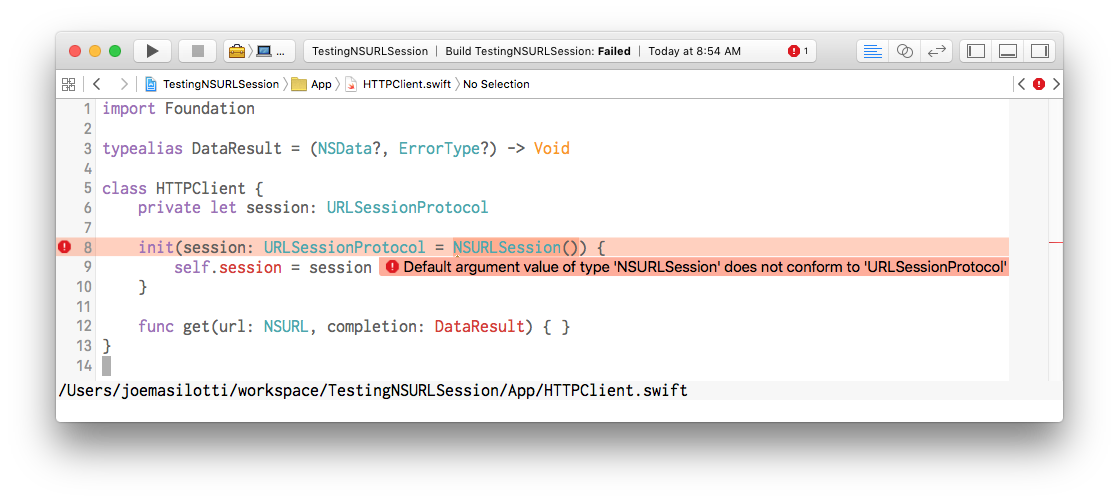 TestingNSURLSession | Build TestingNSURLSession: Failed | Today at 8:54 AM 1
TestingNSURLSession App HTTPClient.swift No Selection
1 import Foundation
2
3 typealias DataResult = (NSData?, ErrorType?) -> Void
4
5 class HTTPClient {
6 private let session: URLSessionProtocol
7
8 init(session: URLSessionProtocol = NSURLSession()) {
9 self.session = session Default argument value of type 'NSURLSession' does not conform to 'URLSessionProtocol'
10 }
11
12 func get(url: NSURL, completion: DataResult) { }
13 }
14
/Users/joemasilotti/workspace/TestingNSURLSession/App/HTTPClient.swift